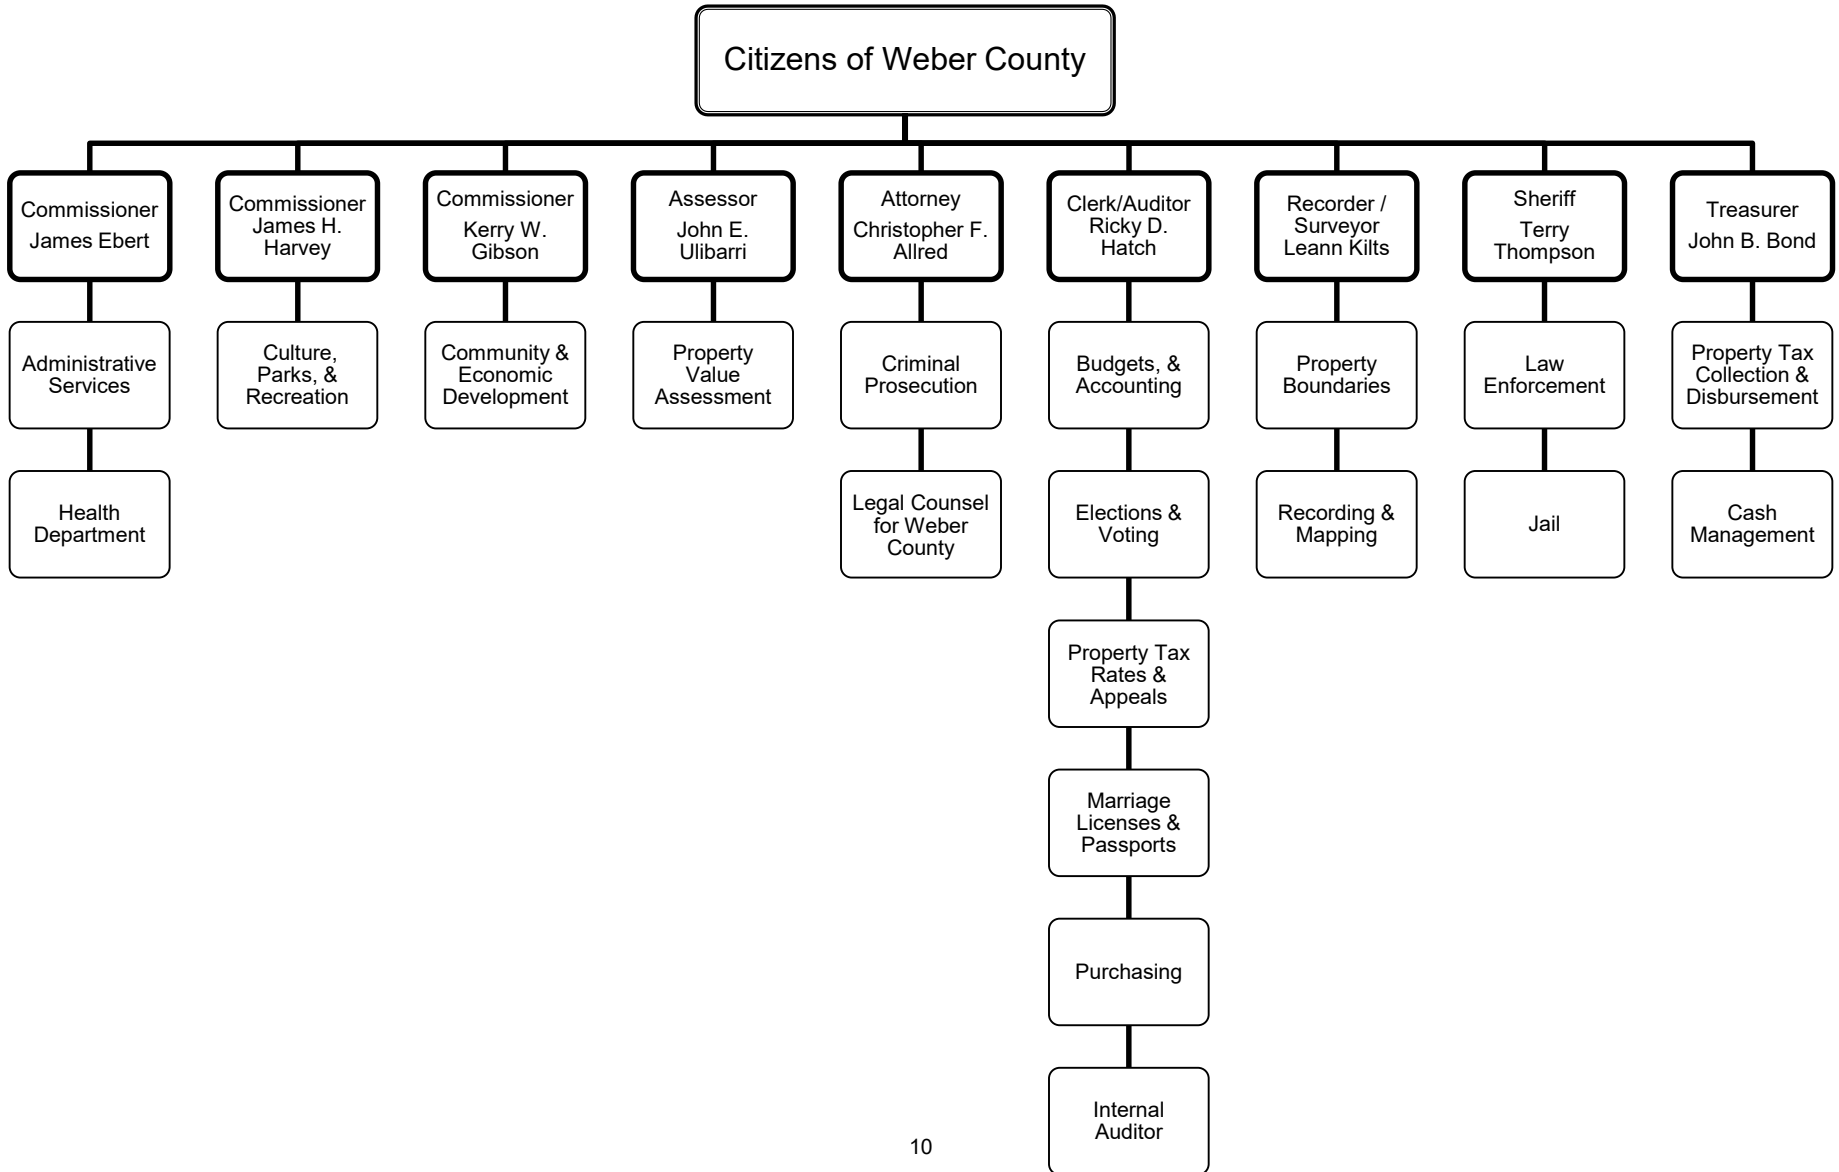 Citizens of Weber County
Commissioner
James Ebert
Commissioner
James H.
Harvey
Commissioner
Kerry W.
Gibson
Assessor
John E.
Ulibarri
Attorney
Christopher F.
Allred
Clerk/Auditor
Ricky D.
Hatch
Recorder /
Surveyor
Leann Kilts
Sheriff
Terry
Thompson
Treasurer
John B. Bond
Administrative
Services
Culture,
Parks, &
Recreation
Community &
Economic
Development
Property
Value
Assessment
Criminal
Prosecution
Budgets, &
Accounting
Property
Boundaries
Law
Enforcement
Property Tax
Collection &
Disbursement
Health
Department
Legal Counsel
for Weber
County
Elections &
Voting
Recording &
Mapping
Jail
Cash
Management
Property Tax
Rates &
Appeals
Marriage
Licenses &
Passports
Purchasing
Internal
Auditor
10